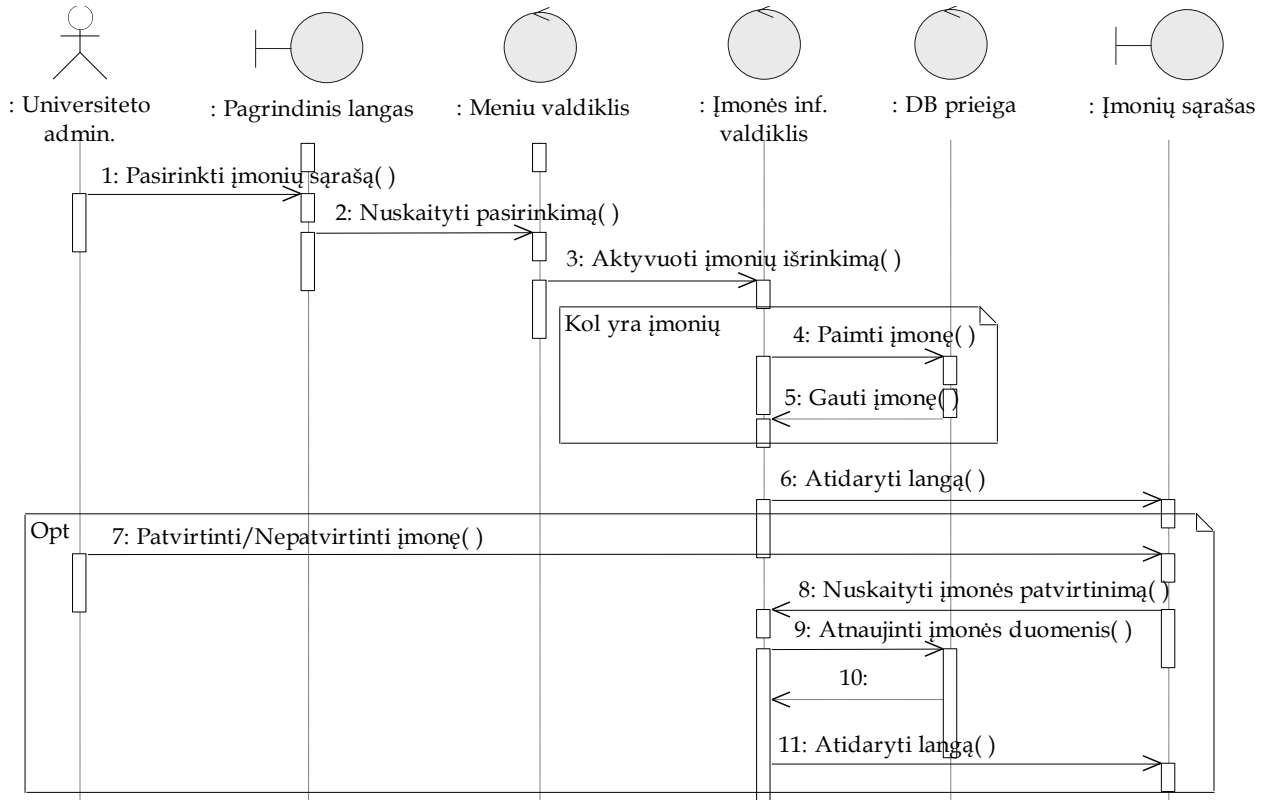 : Universiteto
admin.
: Pagrindinis langas
: Meniu valdiklis
: Įmonės inf.
valdiklis
: DB prieiga
: Įmonių sąrašas
1: Pasirinkti įmonių sąrašą( )
2: Nuskaityti pasirinkimą( )
3: Aktyvuoti įmonių išrinkimą( )
Kol yra įmonių
4: Paimti įmonę( )
5: Gauti įmonę( )
6: Atidaryti langą( )
Opt
7: Patvirtinti/Nepatvirtinti įmonę( )
8: Nuskaityti įmonės patvirtinimą( )
9: Atnaujinti įmonės duomenis( )
10:
11: Atidaryti langą( )